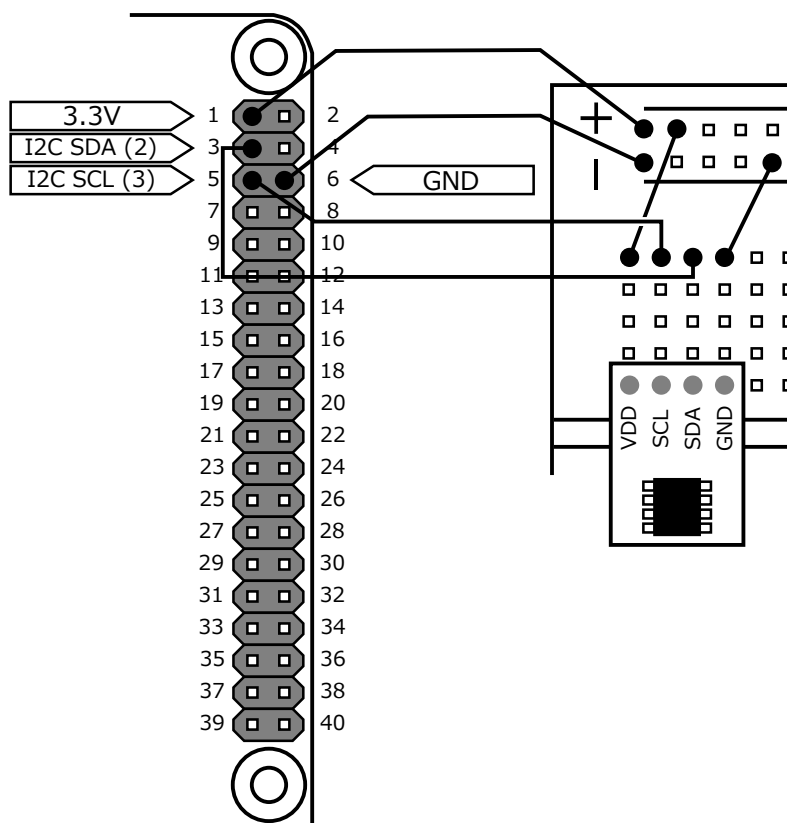 3.3V 1 2
I2C SDA (2) 3 4
I2C SCL (3) 5 6 GND
7 8
9 10
11 12
13 14
15 16
17 18
19 20
21 22
23 24
25 26
27 28
29 30
31 32
33 34
35 36
37 38
39 40
+
−
VDD
SCL
SDA
GND